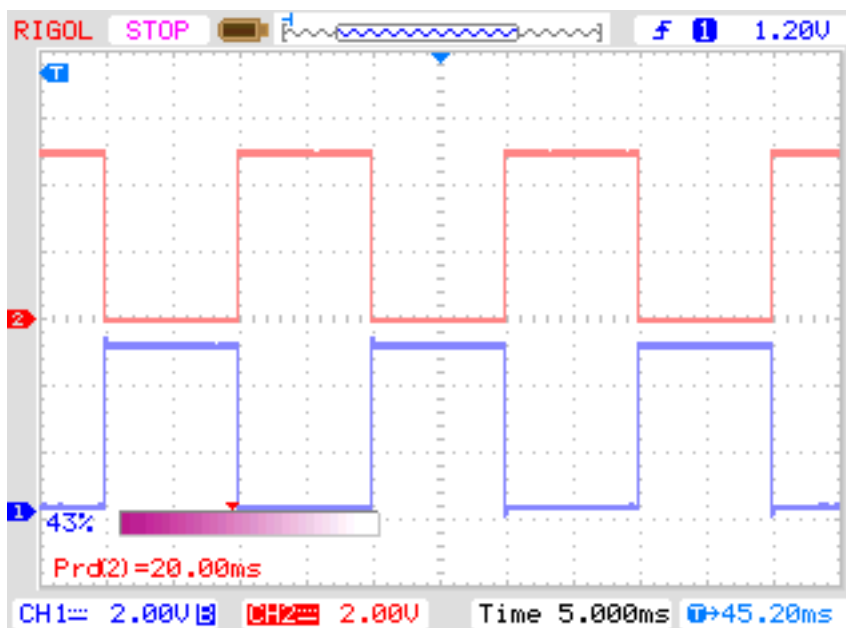 RIGOL STOP 1 1.20V
T
2
1
43%
Prd(2)=20.00ms
CH1 2.00V B CH2 2.00V Time 5.000ms T→45.20ms